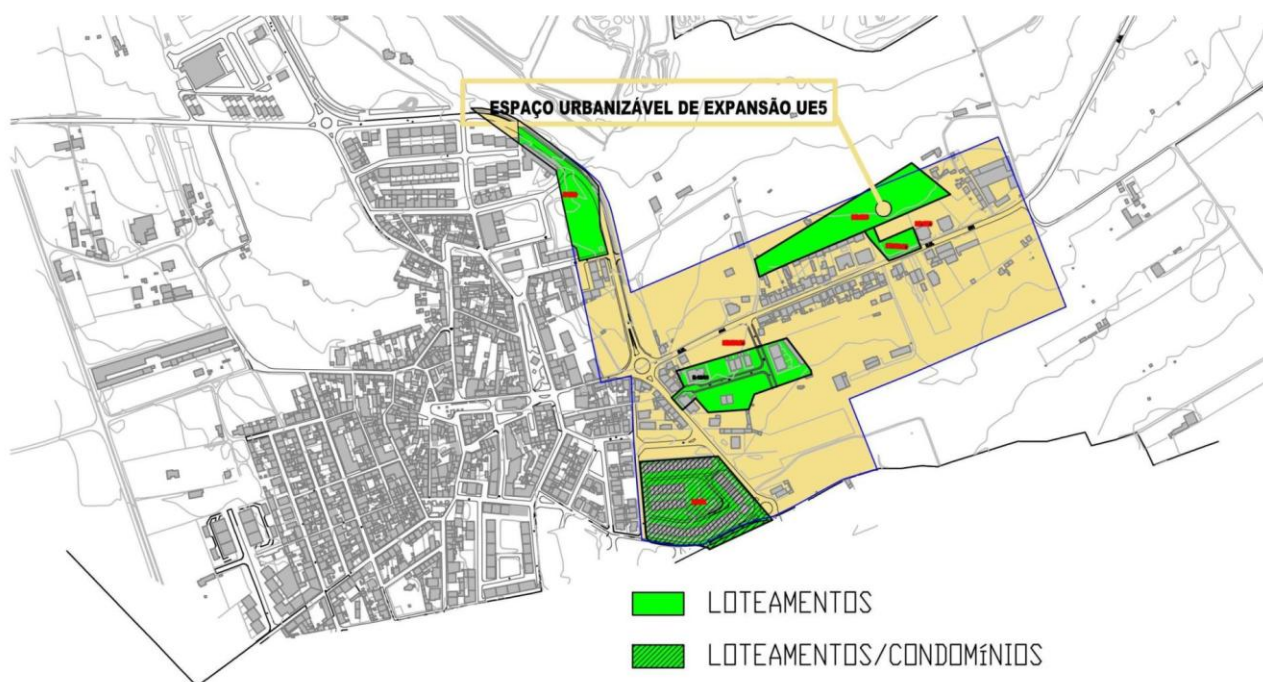 ESPAÇO URBANIZÁVEL DE EXPANSÃO UE5
LOTEAMENTOS
LOTEAMENTOS/CONDOMÍNIOS